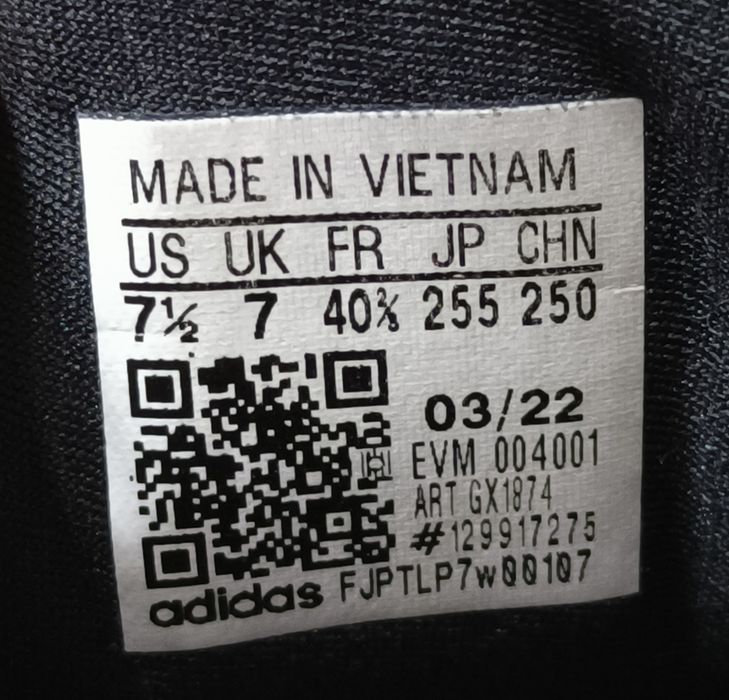 MADE IN VIETNAM
US UK FR JP CHN
7½ 7 40⅔ 255 250
03/22
EVM 004001
ART GX1874
#129917275
adidas FJPTLP7w00107